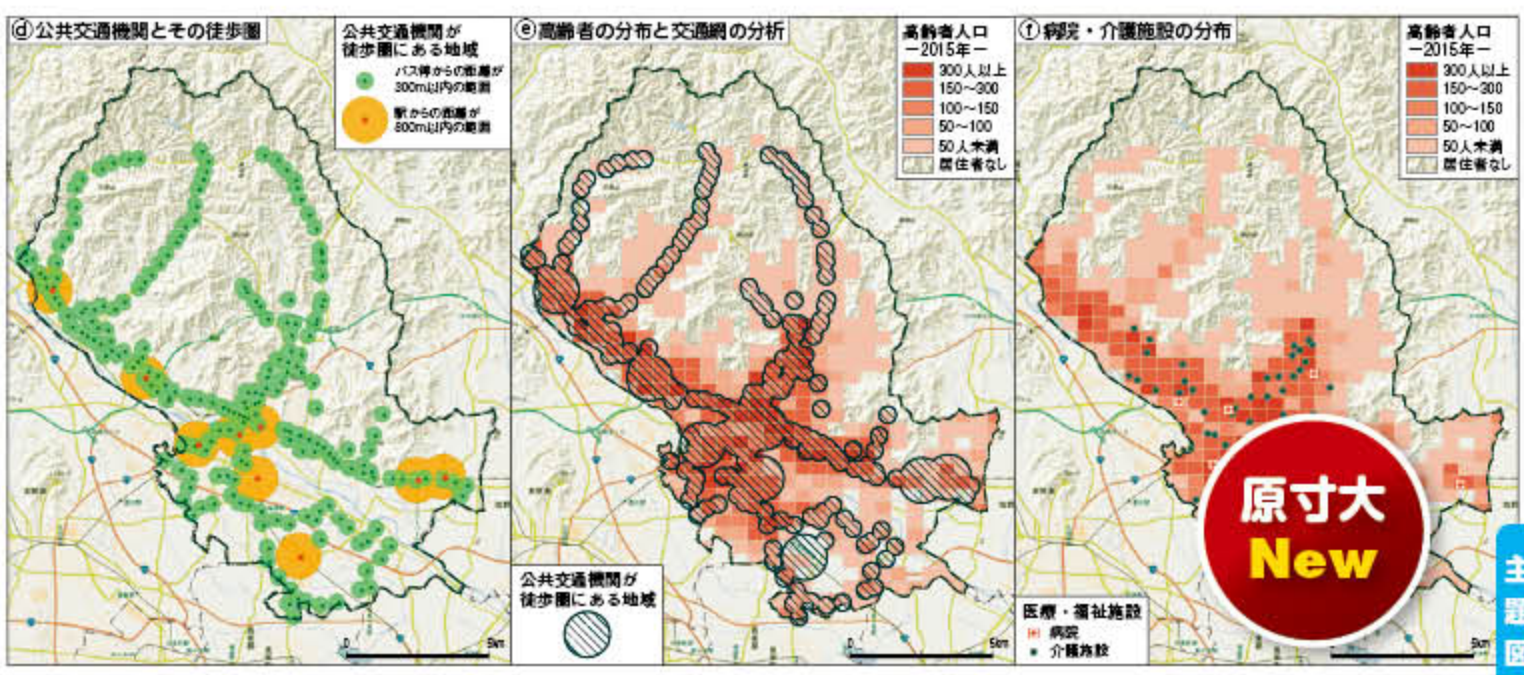 ⓓ公共交通機関とその徒歩圏
公共交通機関が
徒歩圏にある地域
バス停からの距離が
300m以内の範囲
駅からの距離が
800m以内の範囲
0
5km
ⓔ高齢者の分布と交通網の分析
高齢者人口
−2015年−
300人以上
150〜300
100〜150
50〜100
50人未満
居住者なし
公共交通機関が
徒歩圏にある地域
0
5km
ⓕ病院・介護施設の分布
高齢者人口
−2015年−
300人以上
150〜300
100〜150
50〜100
50人未満
居住者なし
医療・福祉施設
病院
介護施設
5km
原寸大
New
主
題
図